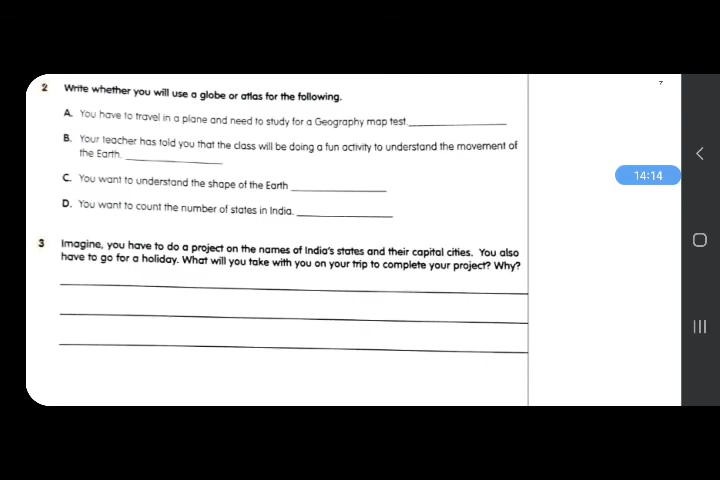 2 Write whether you will use a globe or atlas for the following.
A. You have to travel in a plane and need to study for a Geography map test.
B. Your teacher has told you that the class will be doing a fun activity to understand the movement of
the Earth.
C. You want to understand the shape of the Earth
D. You want to count the number of states in India.
3 Imagine, you have to do a project on the names of India's states and their capital cities. You also
have to go for a holiday. What will you take with you on your trip to complete your project? Why?
7
14:14